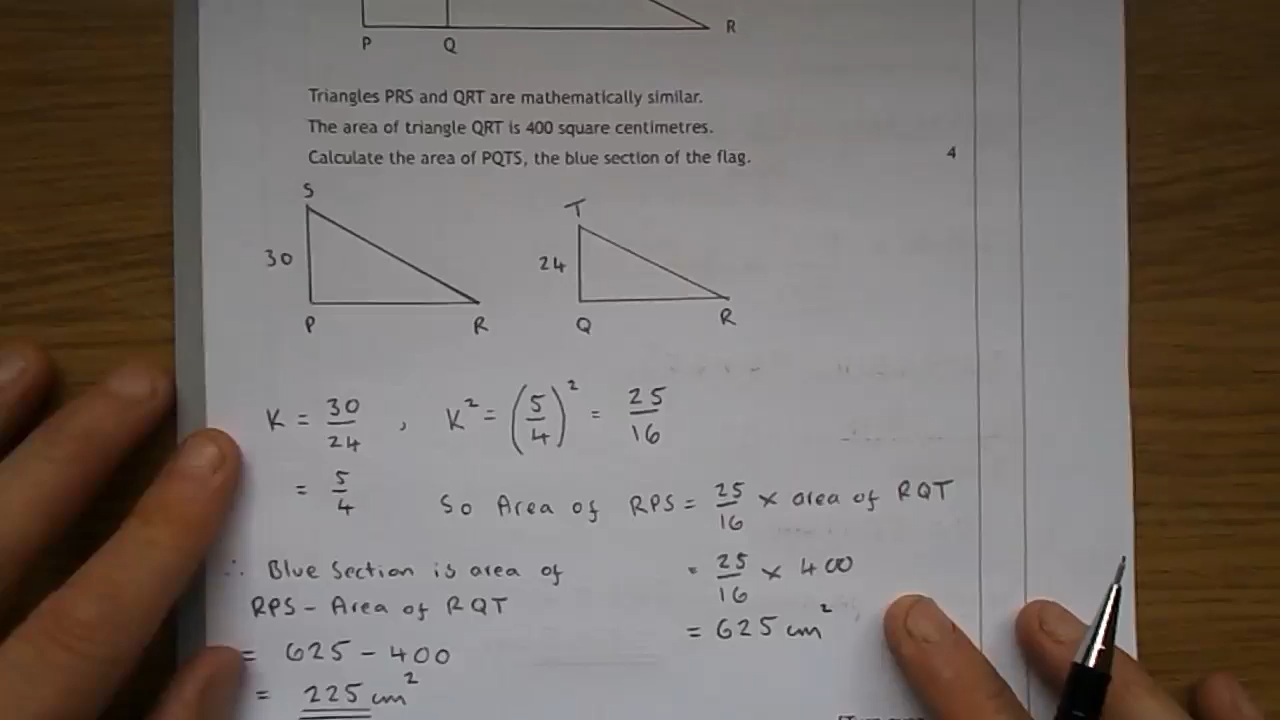 R
P Q
Triangles PRS and QRT are mathematically similar.
The area of triangle QRT is 400 square centimetres.
Calculate the area of PQTS, the blue section of the flag. 4
S T
30 24
P R Q R
K = 30/24 , K² = (5/4)² = 25/16
= 5/4
So Area of RPS = 25/16 × area of RQT
= 25/16 × 400
= 625 cm²
∴ Blue Section is area of
RPS - Area of RQT
= 625 - 400
= 225 cm²